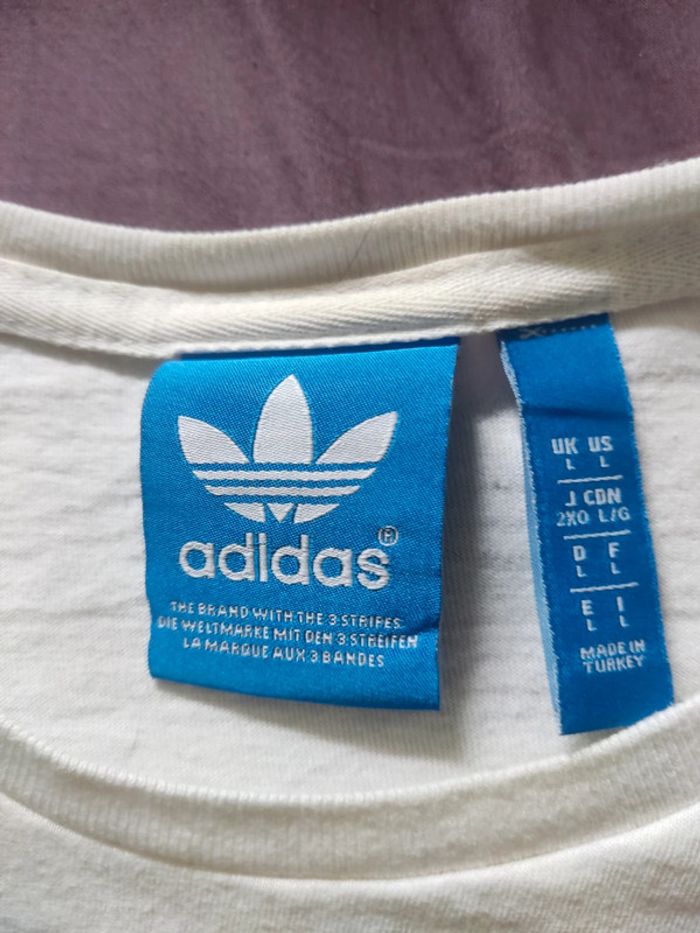 adidas®
THE BRAND WITH THE 3 STRIPES
DIE WELTMARKE MIT DEN 3 STREIFEN
LA MARQUE AUX 3 BANDES
UK US
L L
J CDN
2XO L/G
D F
L L
E I
L L
MADE IN
TURKEY